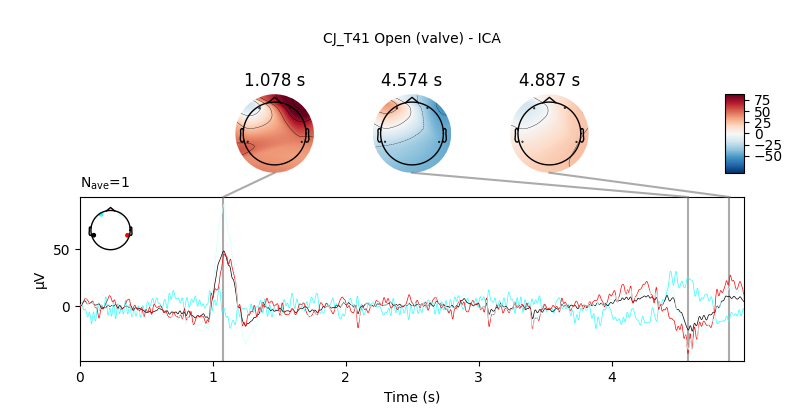 CJ_T41 Open (valve) - ICA
1.078 s
4.574 s
4.887 s
75
50
25
0
−25
−50
Nave=1
µV
50
0
0
1
2
3
4
Time (s)